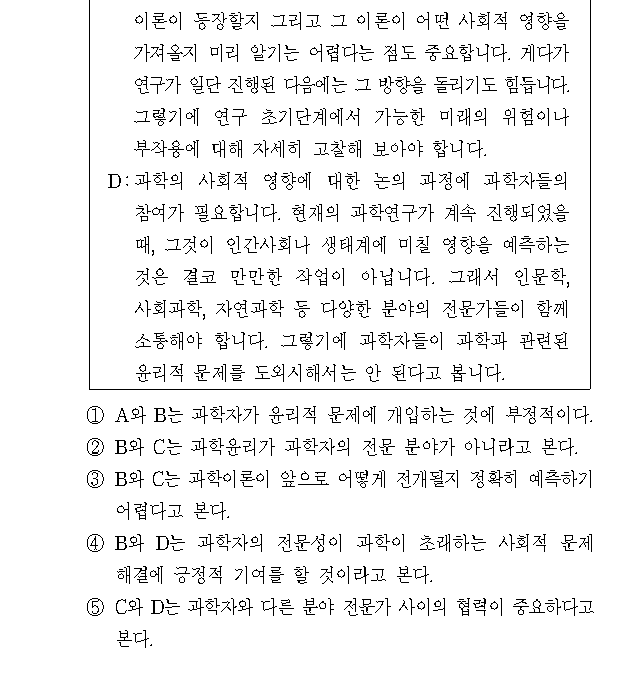 이론이 등장할지 그리고 그 이론이 어떤 사회적 영향을
가져올지 미리 알기는 어렵다는 점도 중요합니다. 게다가
연구가 일단 진행된 다음에는 그 방향을 돌리기도 힘듭니다.
그렇기에 연구 초기단계에서 가능한 미래의 위험이나
부작용에 대해 자세히 고찰해 보아야 합니다.
D: 과학의 사회적 영향에 대한 논의 과정에 과학자들의
참여가 필요합니다. 현재의 과학연구가 계속 진행되었을
때, 그것이 인간사회나 생태계에 미칠 영향을 예측하는
것은 결코 만만한 작업이 아닙니다. 그래서 인문학,
사회과학, 자연과학 등 다양한 분야의 전문가들이 함께
소통해야 합니다. 그렇기에 과학자들이 과학과 관련된
윤리적 문제를 도외시해서는 안 된다고 봅니다.
① A와 B는 과학자가 윤리적 문제에 개입하는 것에 부정적이다.
② B와 C는 과학윤리가 과학자의 전문 분야가 아니라고 본다.
③ B와 C는 과학이론이 앞으로 어떻게 전개될지 정확히 예측하기
어렵다고 본다.
④ B와 D는 과학자의 전문성이 과학이 초래하는 사회적 문제
해결에 긍정적 기여를 할 것이라고 본다.
⑤ C와 D는 과학자와 다른 분야 전문가 사이의 협력이 중요하다고
본다.